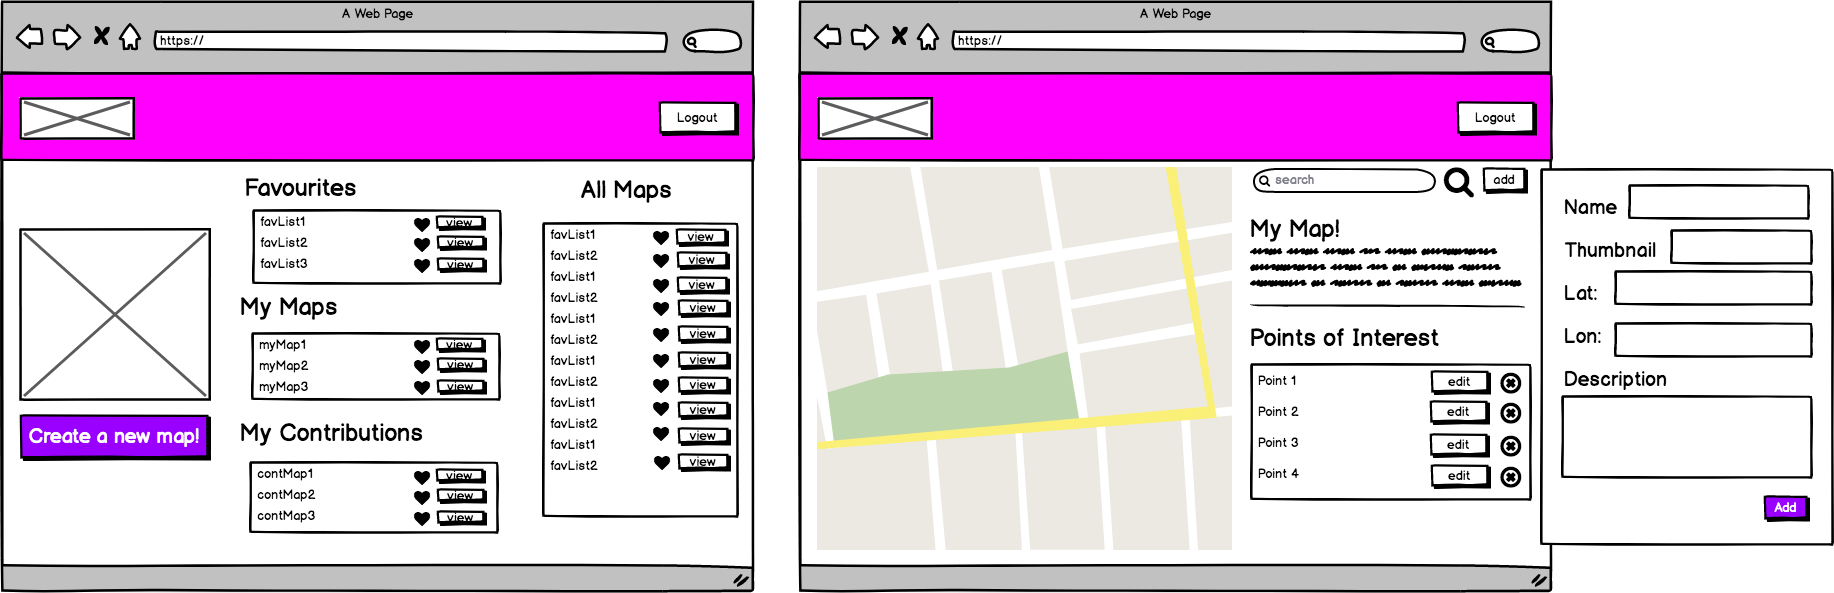 A Web Page
https://
Logout
Favourites
favList1 view
favList2 view
favList3 view
My Maps
myMap1 view
myMap2 view
myMap3 view
Create a new map!
My Contributions
contMap1 view
contMap2 view
contMap3 view
All Maps
favList1 view
favList2 view
favList1 view
favList2 view
favList1 view
favList2 view
favList1 view
favList2 view
favList1 view
favList2 view
favList1
favList2
A Web Page
https://
Logout
search
add
My Map!
Points of Interest
Point 1 edit
Point 2 edit
Point 3 edit
Point 4 edit
Name
Thumbnail
Lat:
Lon:
Description
Add